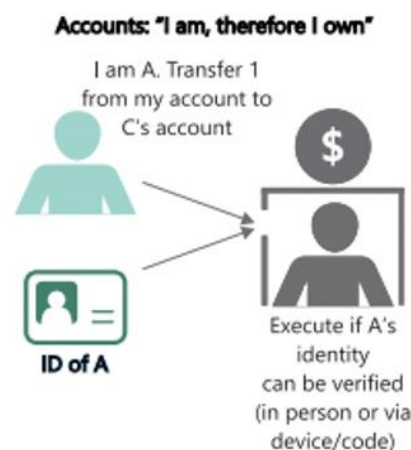 Accounts: "I am, therefore I own"
I am A. Transfer 1
from my account to
C's account
$
ID of A
Execute if A's
identity
can be verified
(in person or via
device/code)